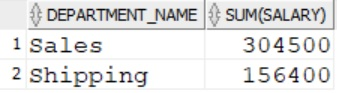 DEPARTMENT_NAME SUM(SALARY)
1 Sales 304500
2 Shipping 156400